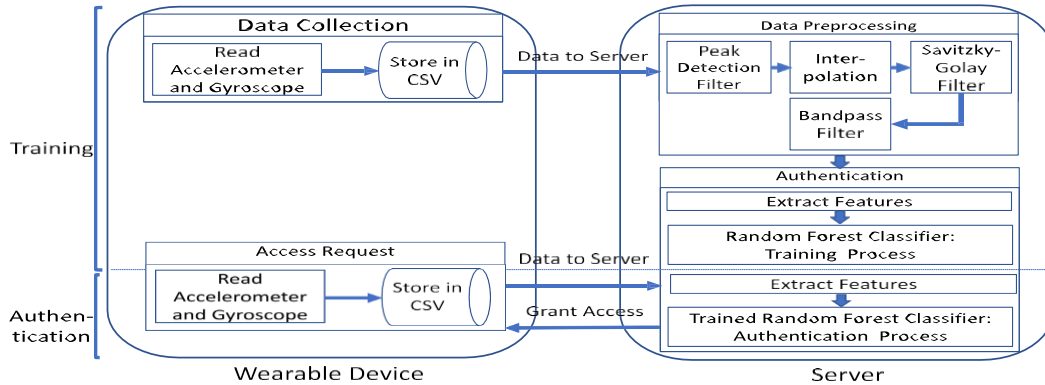 Training
Data Collection
Read
Accelerometer
and Gyroscope
Store in
CSV
Data to Server
Data Preprocessing
Peak
Detection
Filter
Inter-
polation
Savitzky-
Golay
Filter
Bandpass
Filter
Authentication
Extract Features
Random Forest Classifier:
Training Process
Authen-
tication
Access Request
Read
Accelerometer
and Gyroscope
Store in
CSV
Data to Server
Grant Access
Extract Features
Trained Random Forest Classifier:
Authentication Process
Wearable Device
Server